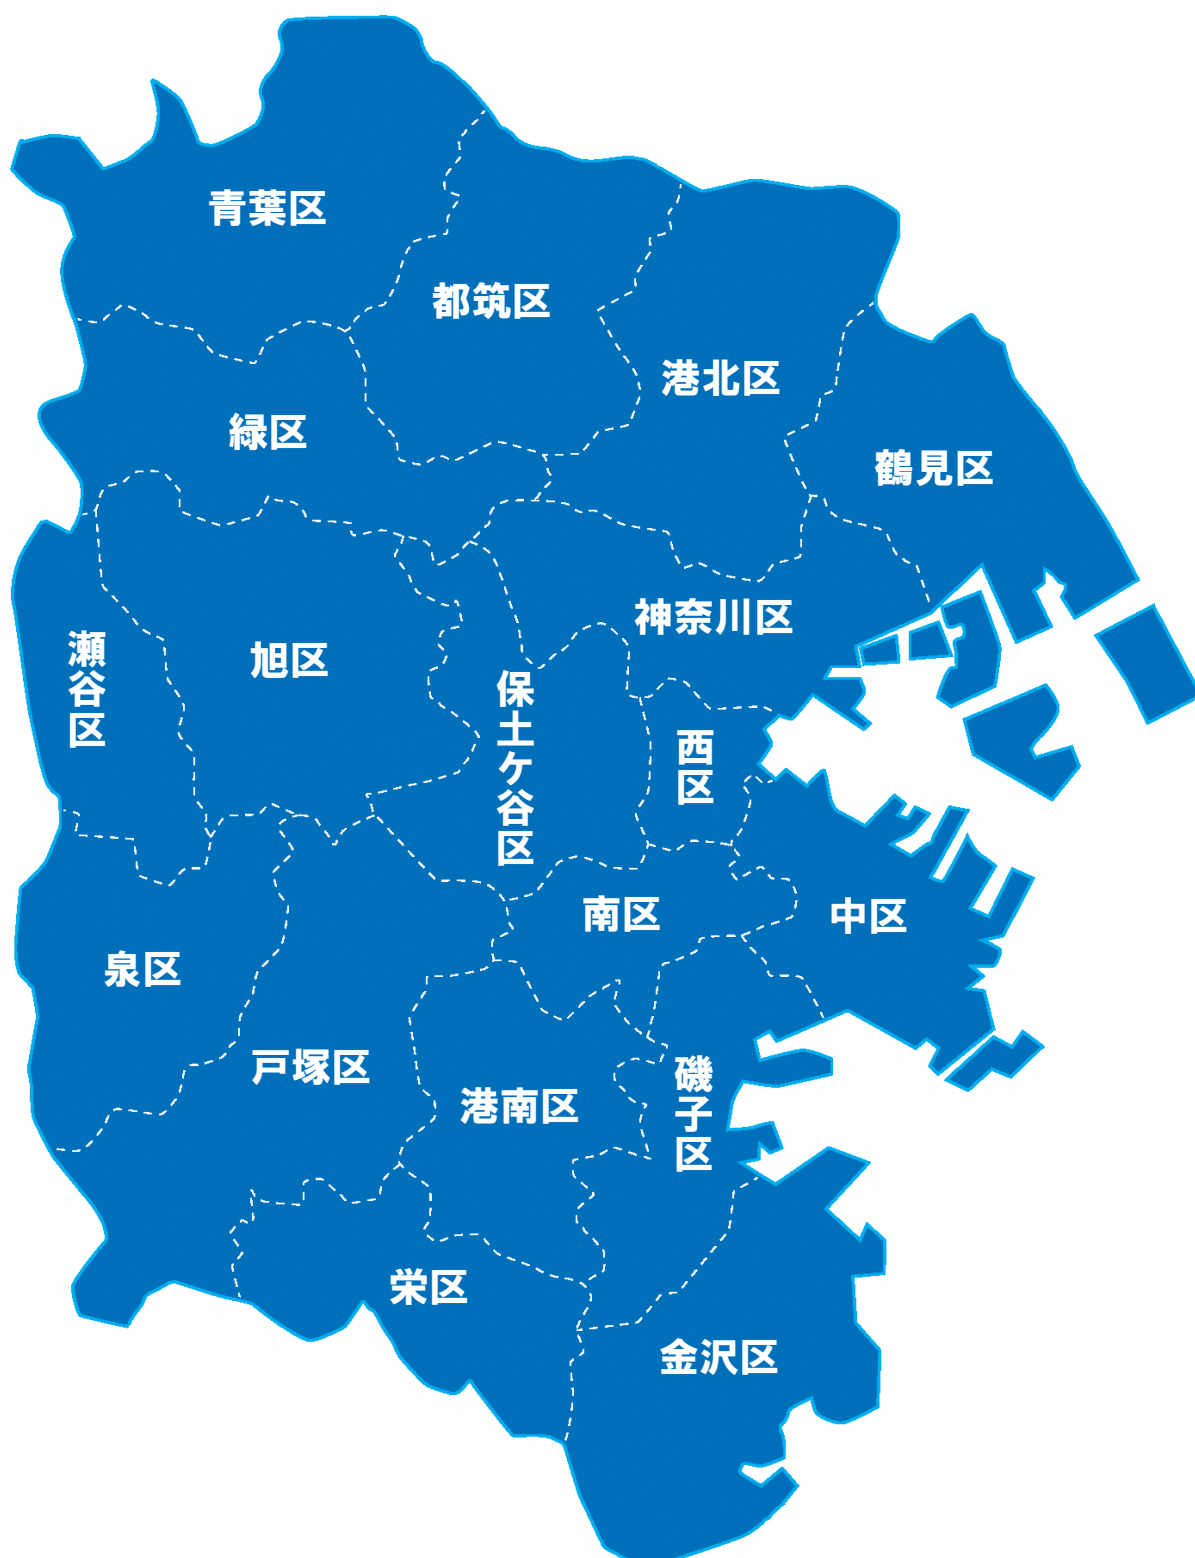 青葉区
都筑区
港北区
緑区
鶴見区
神奈川区
瀬谷区
旭区
保土ケ谷区
西区
南区
中区
泉区
戸塚区
港南区
磯子区
栄区
金沢区